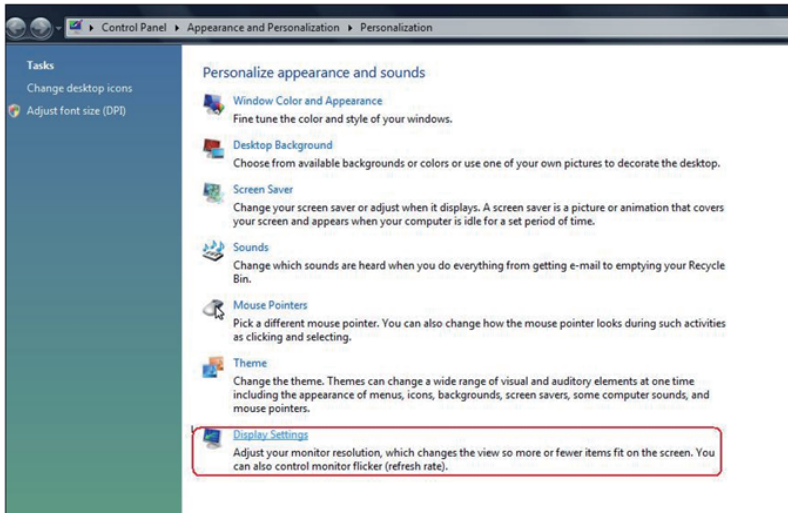 Control Panel ▸ Appearance and Personalization ▸ Personalization
Tasks
Change desktop icons
Adjust font size (DPI)
Personalize appearance and sounds
Window Color and Appearance
Fine tune the color and style of your windows.
Desktop Background
Choose from available backgrounds or colors or use one of your own pictures to decorate the desktop.
Screen Saver
Change your screen saver or adjust when it displays. A screen saver is a picture or animation that covers
your screen and appears when your computer is idle for a set period of time.
Sounds
Change which sounds are heard when you do everything from getting e-mail to emptying your Recycle
Bin.
Mouse Pointers
Pick a different mouse pointer. You can also change how the mouse pointer looks during such activities
as clicking and selecting.
Theme
Change the theme. Themes can change a wide range of visual and auditory elements at one time
including the appearance of menus, icons, backgrounds, screen savers, some computer sounds, and
mouse pointers.
Display Settings
Adjust your monitor resolution, which changes the view so more or fewer items fit on the screen. You
can also control monitor flicker (refresh rate).